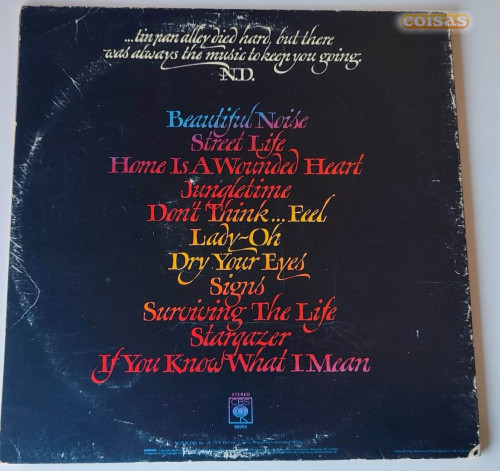 coisas
...tin pan alley died hard, but there
was always the music to keep you going.
N.D.
Beautiful Noise
Street Life
Home Is A Wounded Heart
Jungletime
Don't Think...Feel
Lady-Oh
Dry Your Eyes
Signs
Surviving The Life
Stargazer
If You Know What I Mean
STEREO
CBS